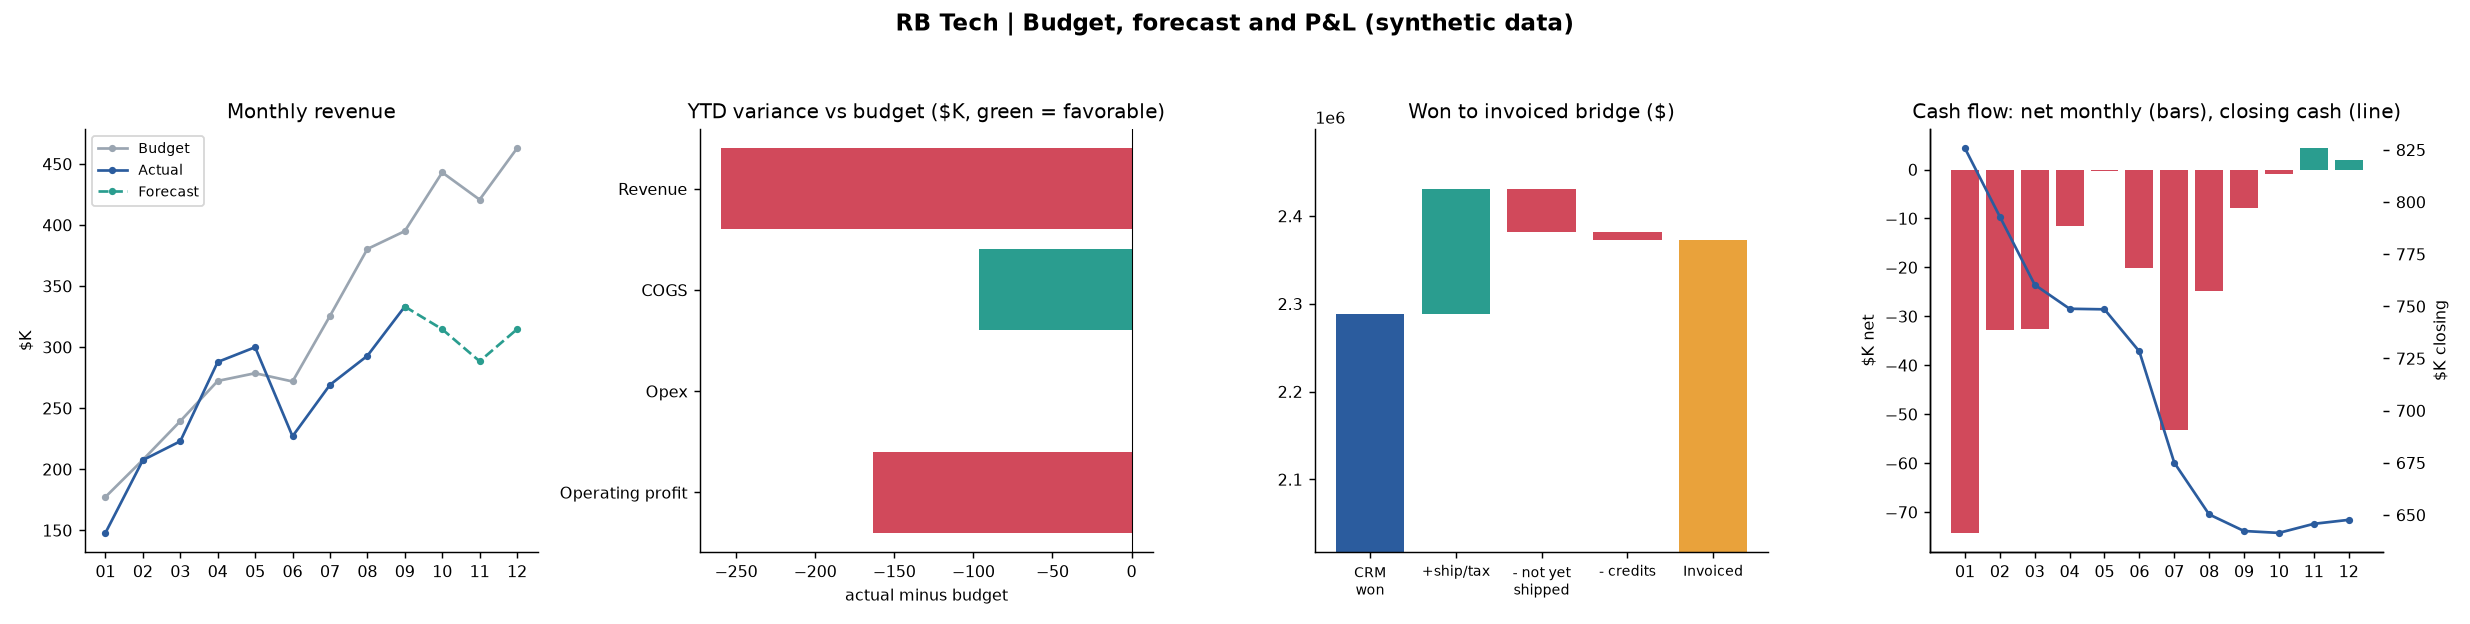 RB Tech | Budget, forecast and P&L (synthetic data)
Monthly revenue
Budget
Actual
Forecast
$K
450
400
350
300
250
200
150
01 02 03 04 05 06 07 08 09 10 11 12
YTD variance vs budget ($K, green = favorable)
Revenue
COGS
Opex
Operating profit
−250 −200 −150 −100 −50 0
actual minus budget
Won to invoiced bridge ($)
1e6
2.4
2.3
2.2
2.1
CRM
won
+ship/tax
- not yet
shipped
- credits
Invoiced
Cash flow: net monthly (bars), closing cash (line)
$K net
0
−10
−20
−30
−40
−50
−60
−70
01 02 03 04 05 06 07 08 09 10 11 12
825
800
775
750
725
700
675
650
$K closing